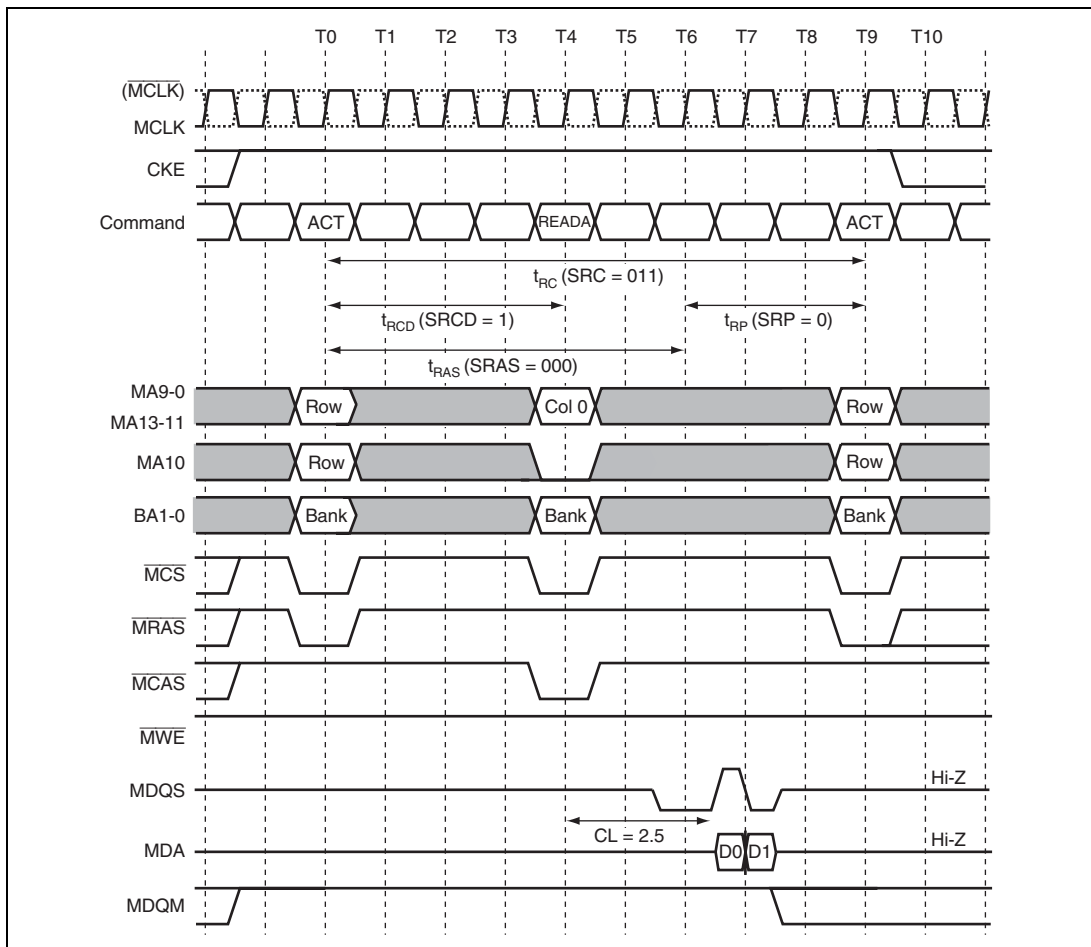 T0 T1 T2 T3 T4 T5 T6 T7 T8 T9 T10
(MCLK)
MCLK
CKE
Command ACT READA ACT
tRC (SRC = 011)
tRCD (SRCD = 1) tRP (SRP = 0)
tRAS (SRAS = 000)
MA9-0
MA13-11
Row Col 0 Row
MA10 Row Row
BA1-0 Bank Bank Bank
MCS
MRAS
MCAS
MWE
MDQS Hi-Z
CL = 2.5
MDA D0 D1 Hi-Z
MDQM